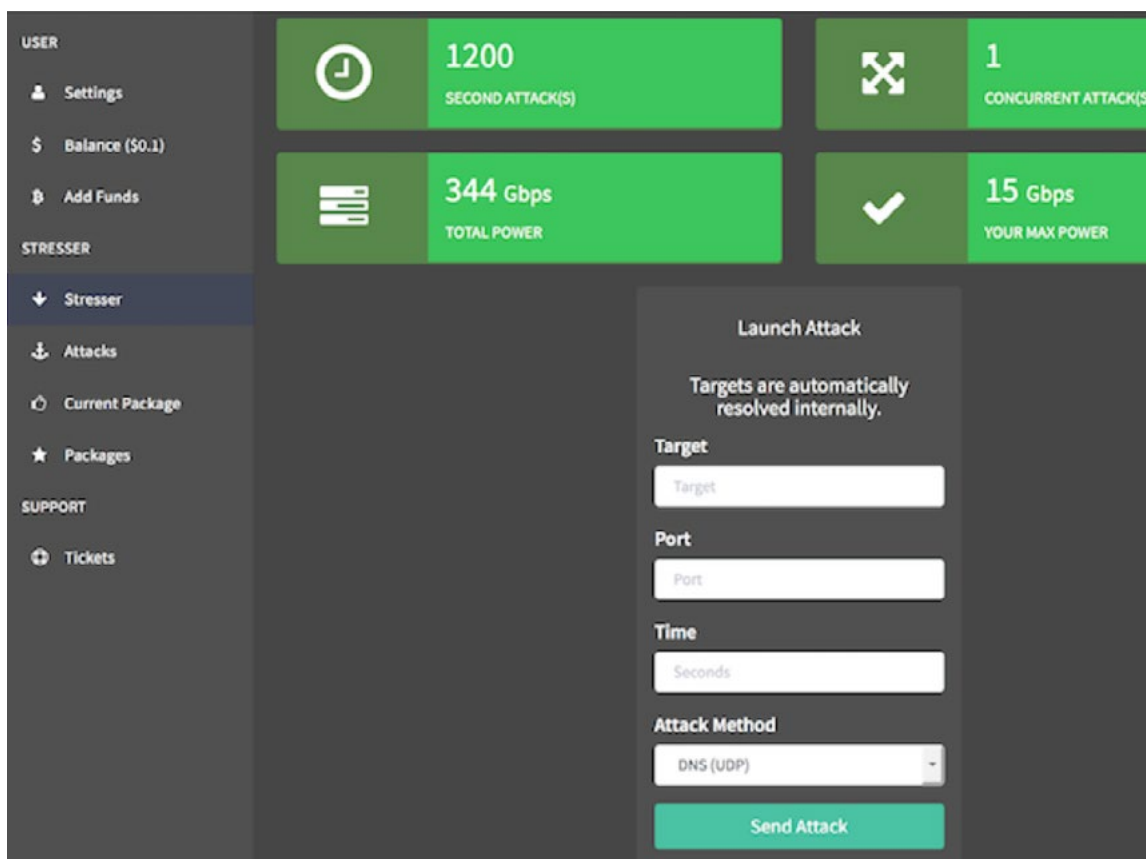 USER
Settings
Balance ($0.1)
Add Funds
STRESSER
Stresser
Attacks
Current Package
Packages
SUPPORT
Tickets
1200
SECOND ATTACK(S)
1
CONCURRENT ATTACK(S
344 Gbps
TOTAL POWER
15 Gbps
YOUR MAX POWER
Launch Attack
Targets are automatically
resolved internally.
Target
Target
Port
Port
Time
Seconds
Attack Method
DNS (UDP)
Send Attack